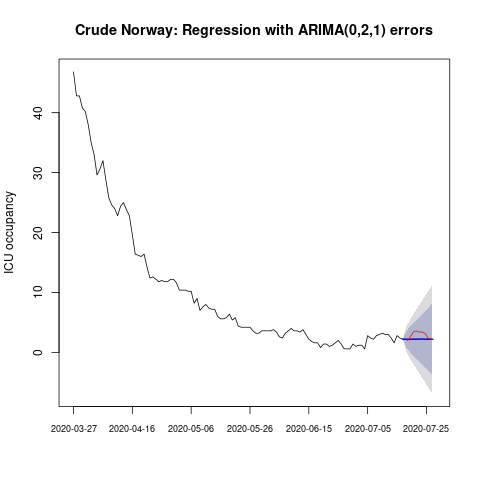 Crude Norway: Regression with ARIMA(0,2,1) errors
ICU occupancy
40
30
20
10
0
2020-03-27 2020-04-16 2020-05-06 2020-05-26 2020-06-15 2020-07-05 2020-07-25